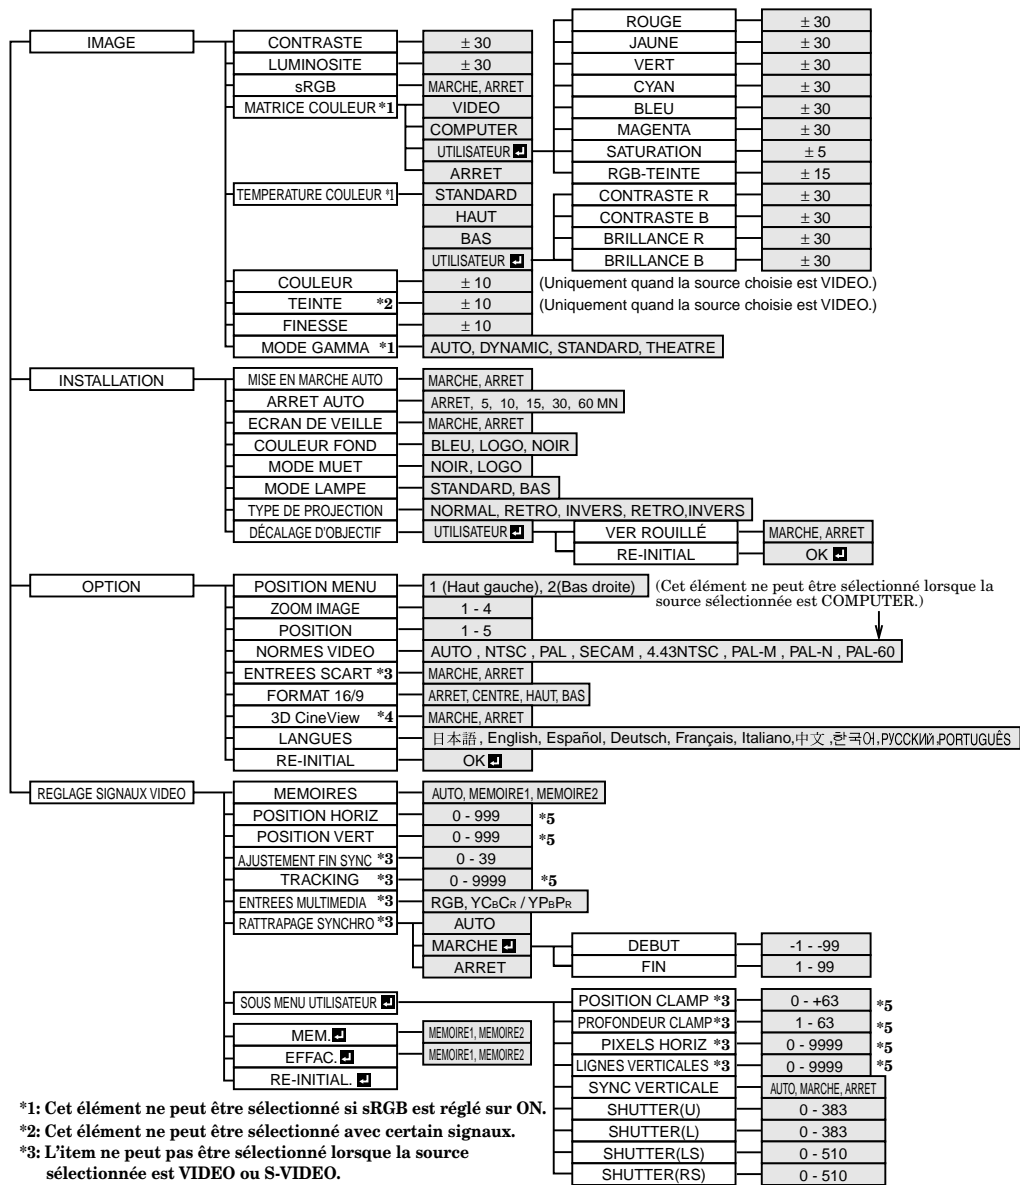 ROUGE ± 30
IMAGE CONTRASTE ± 30 JAUNE ± 30
LUMINOSITE ± 30 VERT ± 30
sRGB MARCHE, ARRET CYAN ± 30
MATRICE COULEUR *1 VIDEO BLEU ± 30
COMPUTER MAGENTA ± 30
UTILISATEUR SATURATION ± 5
ARRET RGB-TEINTE ± 15
TEMPERATURE COULEUR *1 STANDARD CONTRASTE R ± 30
HAUT CONTRASTE B ± 30
BAS BRILLANCE R ± 30
UTILISATEUR BRILLANCE B ± 30
COULEUR ± 10 (Uniquement quand la source choisie est VIDEO.)
TEINTE *2 ± 10 (Uniquement quand la source choisie est VIDEO.)
FINESSE ± 10
MODE GAMMA *1 AUTO, DYNAMIC, STANDARD, THEATRE
INSTALLATION MISE EN MARCHE AUTO MARCHE, ARRET
ARRET AUTO ARRET, 5, 10, 15, 30, 60 MN
ECRAN DE VEILLE MARCHE, ARRET
COULEUR FOND BLEU, LOGO, NOIR
MODE MUET NOIR, LOGO
MODE LAMPE STANDARD, BAS
TYPE DE PROJECTION NORMAL, RETRO, INVERS, RETRO,INVERS
DÉCALAGE D'OBJECTIF UTILISATEUR VER ROUILLÉ MARCHE, ARRET
RE-INITIAL OK
OPTION POSITION MENU 1 (Haut gauche), 2(Bas droite) (Cet élément ne peut être sélectionné lorsque la
source sélectionnée est COMPUTER.)
ZOOM IMAGE 1 - 4
POSITION 1 - 5
NORMES VIDEO AUTO , NTSC , PAL , SECAM , 4.43NTSC , PAL-M , PAL-N , PAL-60
ENTREES SCART *3 MARCHE, ARRET
FORMAT 16/9 ARRET, CENTRE, HAUT, BAS
3D CineView *4 MARCHE, ARRET
LANGUES 日本語, English, Español, Deutsch, Français, Italiano,中文 ,한국어,РУССКИЙ,PORTUGUÊS
RE-INITIAL OK
REGLAGE SIGNAUX VIDEO MEMOIRES AUTO, MEMOIRE1, MEMOIRE2
POSITION HORIZ 0 - 999 *5
POSITION VERT 0 - 999 *5
AJUSTEMENT FIN SYNC *3 0 - 39
TRACKING *3 0 - 9999 *5
ENTREES MULTIMEDIA *3 RGB, YCBCR / YPBPR
RATTRAPAGE SYNCHRO *3 AUTO
MARCHE DEBUT -1 - -99
ARRET FIN 1 - 99
SOUS MENU UTILISATEUR POSITION CLAMP *3 0 - +63 *5
PROFONDEUR CLAMP*3 1 - 63 *5
MEM. MEMOIRE1, MEMOIRE2 PIXELS HORIZ *3 0 - 9999 *5
EFFAC. MEMOIRE1, MEMOIRE2 LIGNES VERTICALES *3 0 - 9999 *5
RE-INITIAL. SYNC VERTICALE AUTO, MARCHE, ARRET
SHUTTER(U) 0 - 383
SHUTTER(L) 0 - 383
SHUTTER(LS) 0 - 510
SHUTTER(RS) 0 - 510
*1: Cet élément ne peut être sélectionné si sRGB est réglé sur ON.
*2: Cet élément ne peut être sélectionné avec certain signaux.
*3: L'item ne peut pas être sélectionné lorsque la source
sélectionnée est VIDEO ou S-VIDEO.